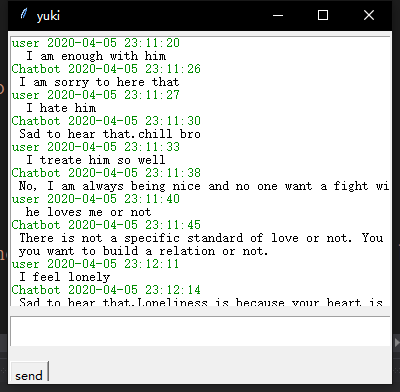 yuki
user 2020-04-05 23:11:20
I am enough with him
Chatbot 2020-04-05 23:11:26
I am sorry to here that
user 2020-04-05 23:11:27
I hate him
Chatbot 2020-04-05 23:11:30
Sad to hear that.chill bro
user 2020-04-05 23:11:33
I treate him so well
Chatbot 2020-04-05 23:11:38
No, I am always being nice and no one want a fight wi
user 2020-04-05 23:11:40
he loves me or not
Chatbot 2020-04-05 23:11:45
There is not a specific standard of love or not. You
you want to build a relation or not.
user 2020-04-05 23:12:11
I feel lonely
Chatbot 2020-04-05 23:12:14
Sad to hear that.Loneliness is because your heart is
send